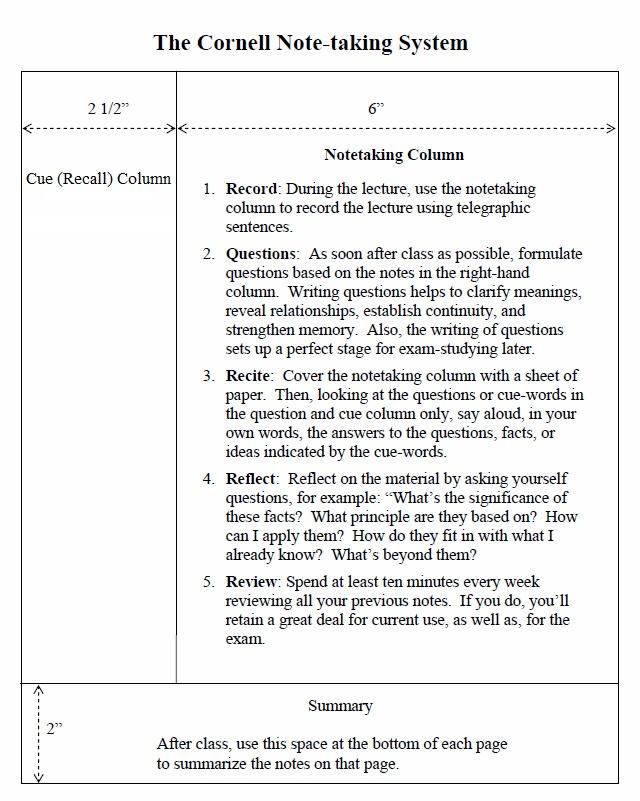 The Cornell Note-taking System
2 1/2”
6”
Cue (Recall) Column
Notetaking Column
1. Record: During the lecture, use the notetaking
column to record the lecture using telegraphic
sentences.
2. Questions: As soon after class as possible, formulate
questions based on the notes in the right-hand
column. Writing questions helps to clarify meanings,
reveal relationships, establish continuity, and
strengthen memory. Also, the writing of questions
sets up a perfect stage for exam-studying later.
3. Recite: Cover the notetaking column with a sheet of
paper. Then, looking at the questions or cue-words in
the question and cue column only, say aloud, in your
own words, the answers to the questions, facts, or
ideas indicated by the cue-words.
4. Reflect: Reflect on the material by asking yourself
questions, for example: “What’s the significance of
these facts? What principle are they based on? How
can I apply them? How do they fit in with what I
already know? What’s beyond them?
5. Review: Spend at least ten minutes every week
reviewing all your previous notes. If you do, you’ll
retain a great deal for current use, as well as, for the
exam.
2”
Summary
After class, use this space at the bottom of each page
to summarize the notes on that page.